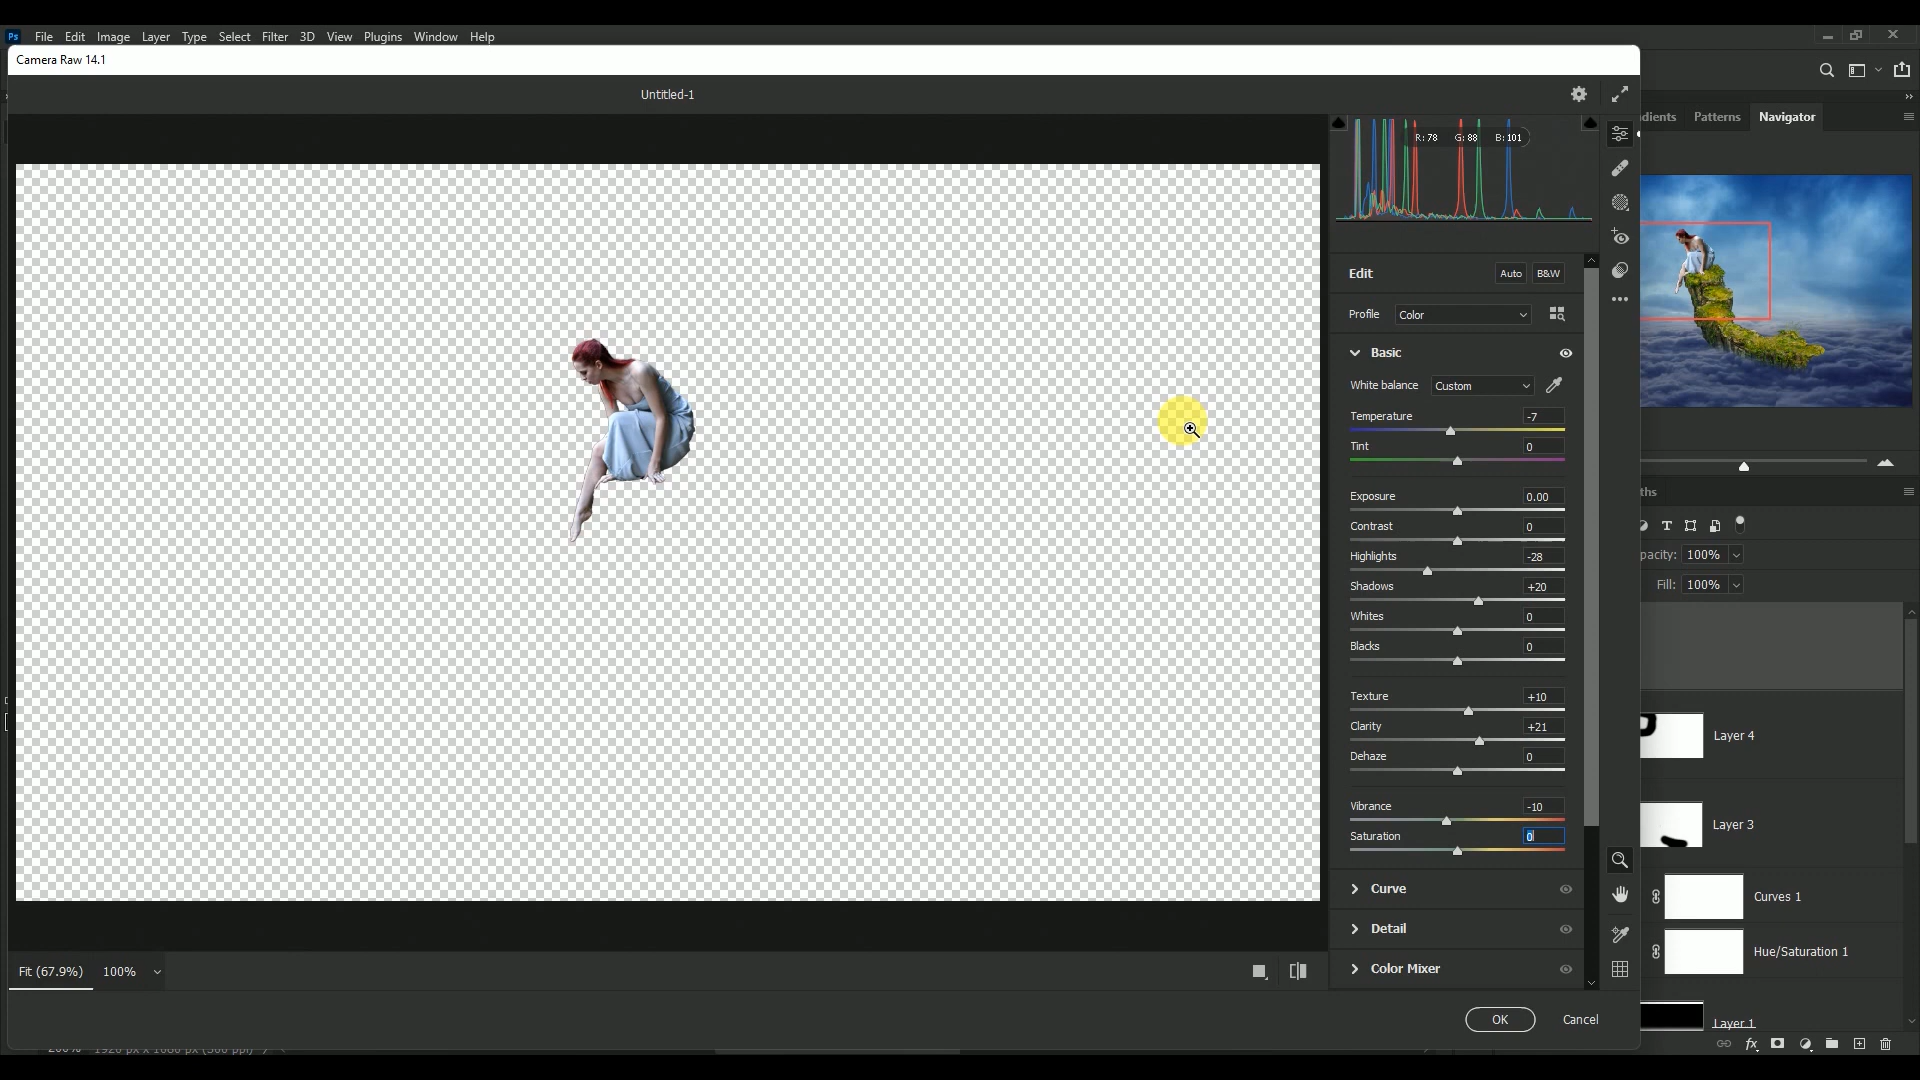 Ps File Edit Image Layer Type Select Filter 3D View Plugins Window Help
Camera Raw 14.1
Untitled-1
R: 78 G: 88 B: 101
dients Patterns Navigator
Edit Auto B&W
Profile Color
Basic
White balance Custom
Temperature -7
Tint 0
Exposure 0.00
Contrast 0
Highlights -28
Shadows +20
Whites 0
Blacks 0
Texture +10
Clarity +21
Dehaze 0
Vibrance -10
Saturation 0
Curve
Detail
Color Mixer
ths
pacity: 100%
Fill: 100%
Layer 4
Layer 3
Curves 1
Hue/Saturation 1
Layer 1
Fit (67.9%) 100%
OK Cancel
fx